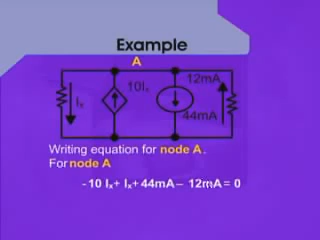 Example
A
12mA
10Iₓ
Iₓ
44mA
Writing equation for node A.
For node A
-10 Iₓ+ Iₓ+44mA– 12mA= 0